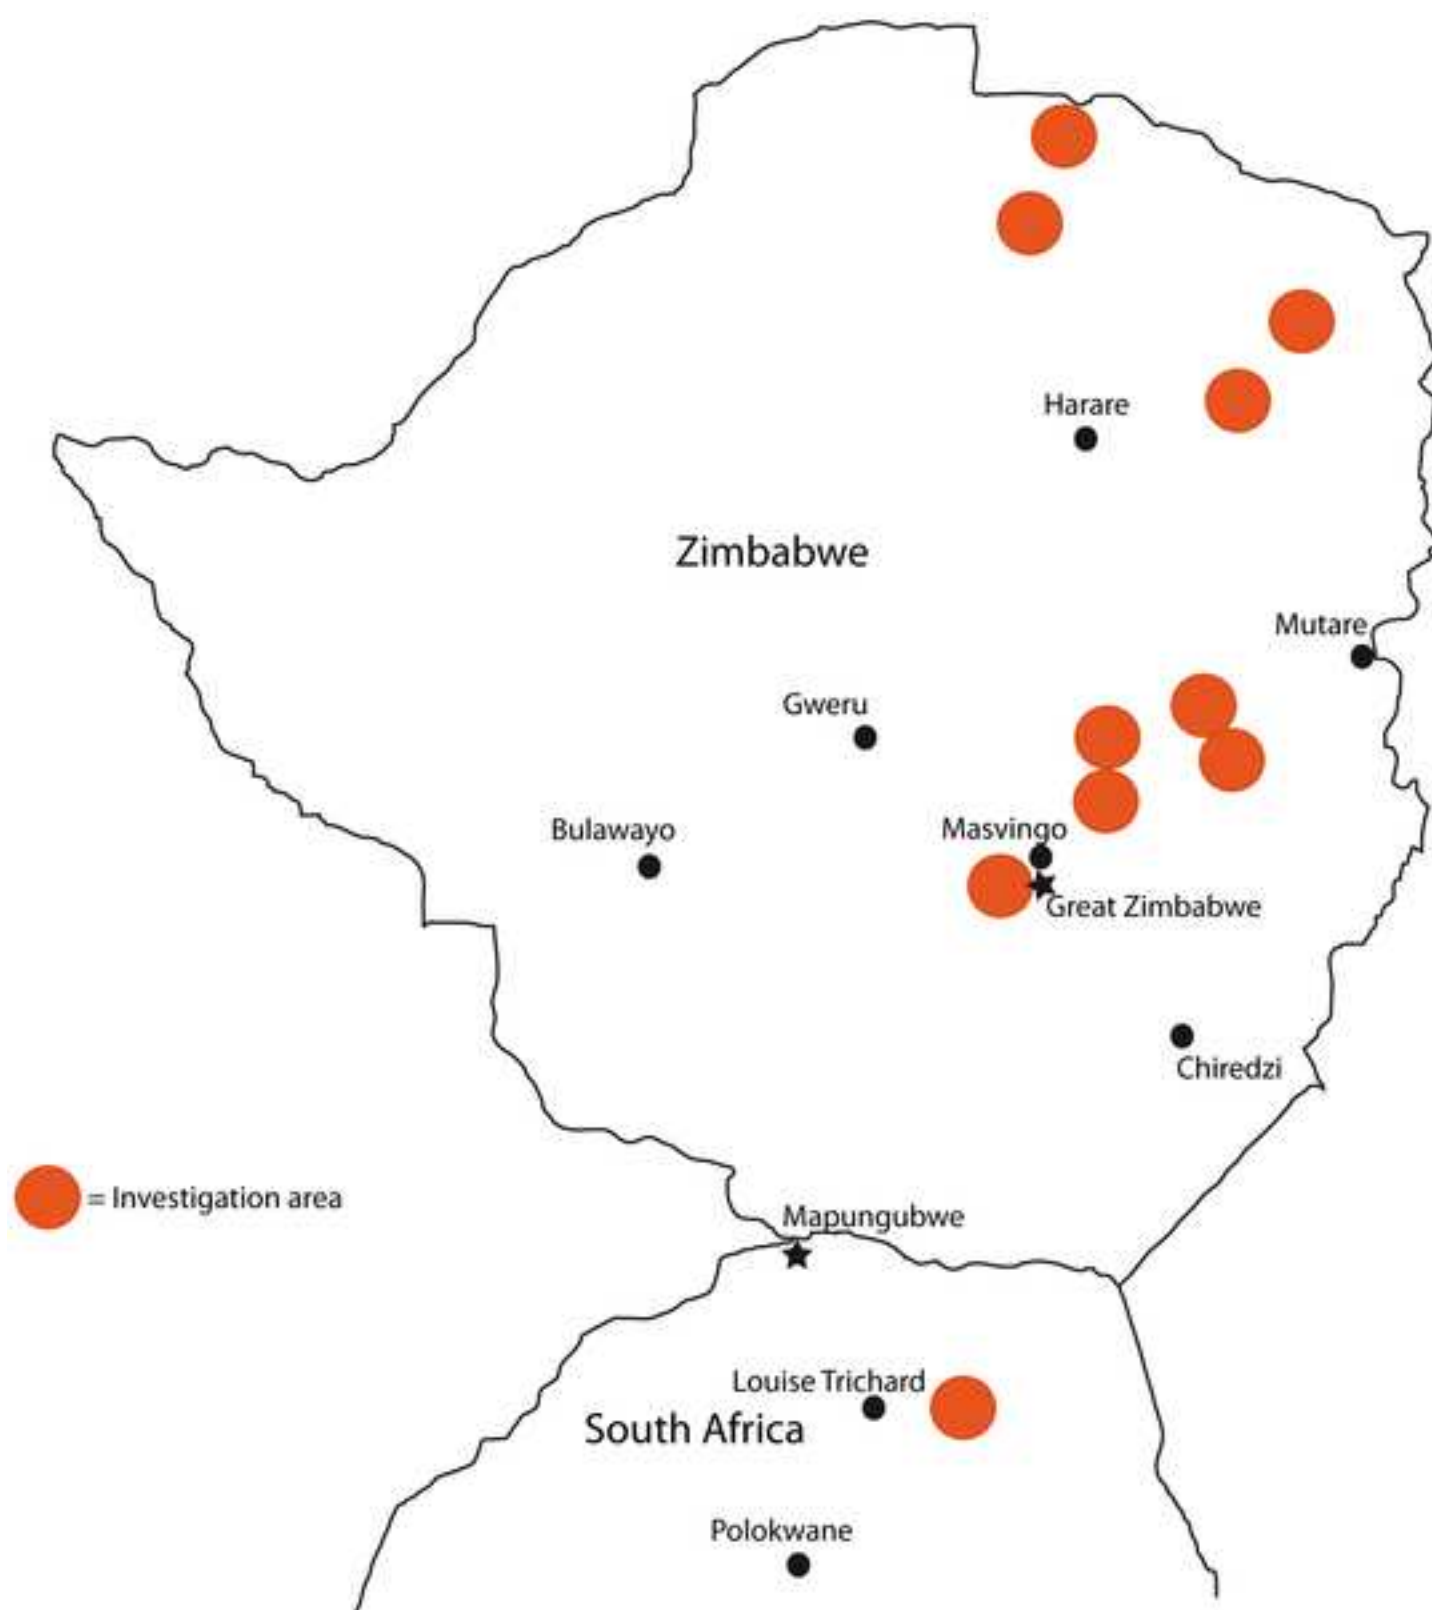 Harare
Zimbabwe
Mutare
Gweru
Bulawayo
Masvingo
Great Zimbabwe
Chiredzi
= Investigation area
Mapungubwe
Louise Trichard
South Africa
Polokwane